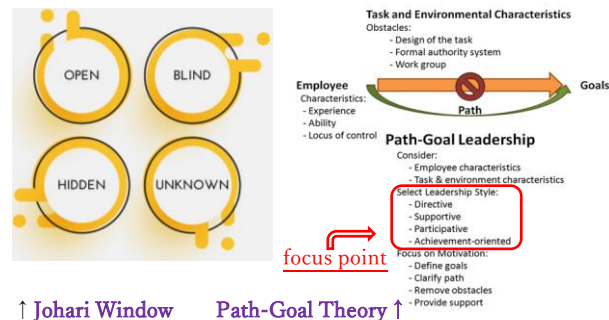 OPEN
BLIND
HIDDEN
UNKNOWN
Task and Environmental Characteristics
Obstacles:
- Design of the task
- Formal authority system
- Work group
Employee
Characteristics:
- Experience
- Ability
- Locus of control
Goals
Path
Path-Goal Leadership
Consider:
- Employee characteristics
- Task & environment characteristics
Select Leadership Style:
- Directive
- Supportive
- Participative
- Achievement-oriented
focus point
Focus on Motivation:
- Define goals
- Clarify path
- Remove obstacles
- Provide support
↑ Johari Window
Path-Goal Theory ↑